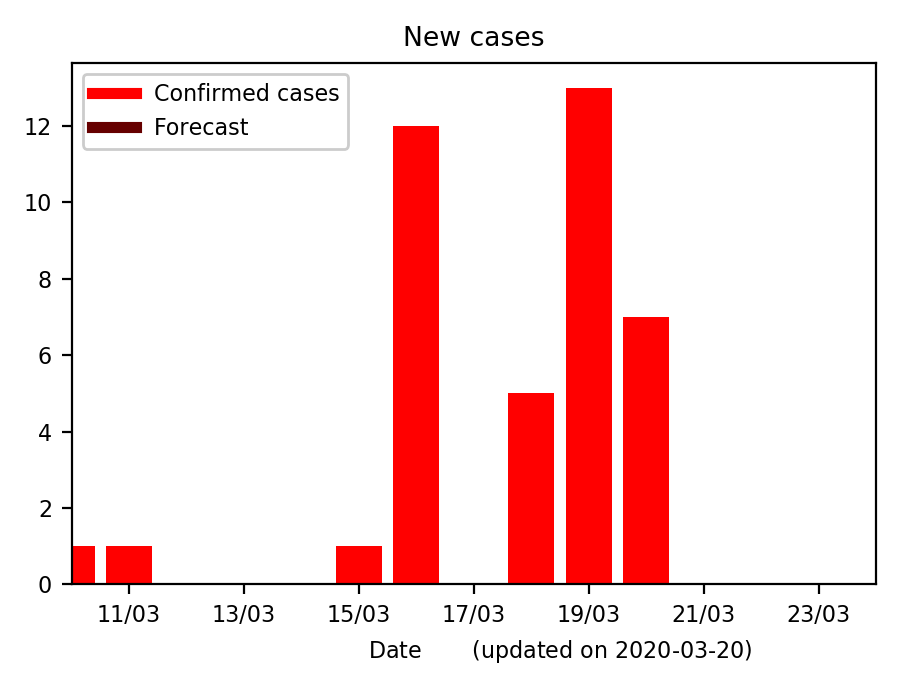 New cases
Confirmed cases
Forecast
12
10
8
6
4
2
0
11/03 13/03 15/03 17/03 19/03 21/03 23/03
Date (updated on 2020-03-20)